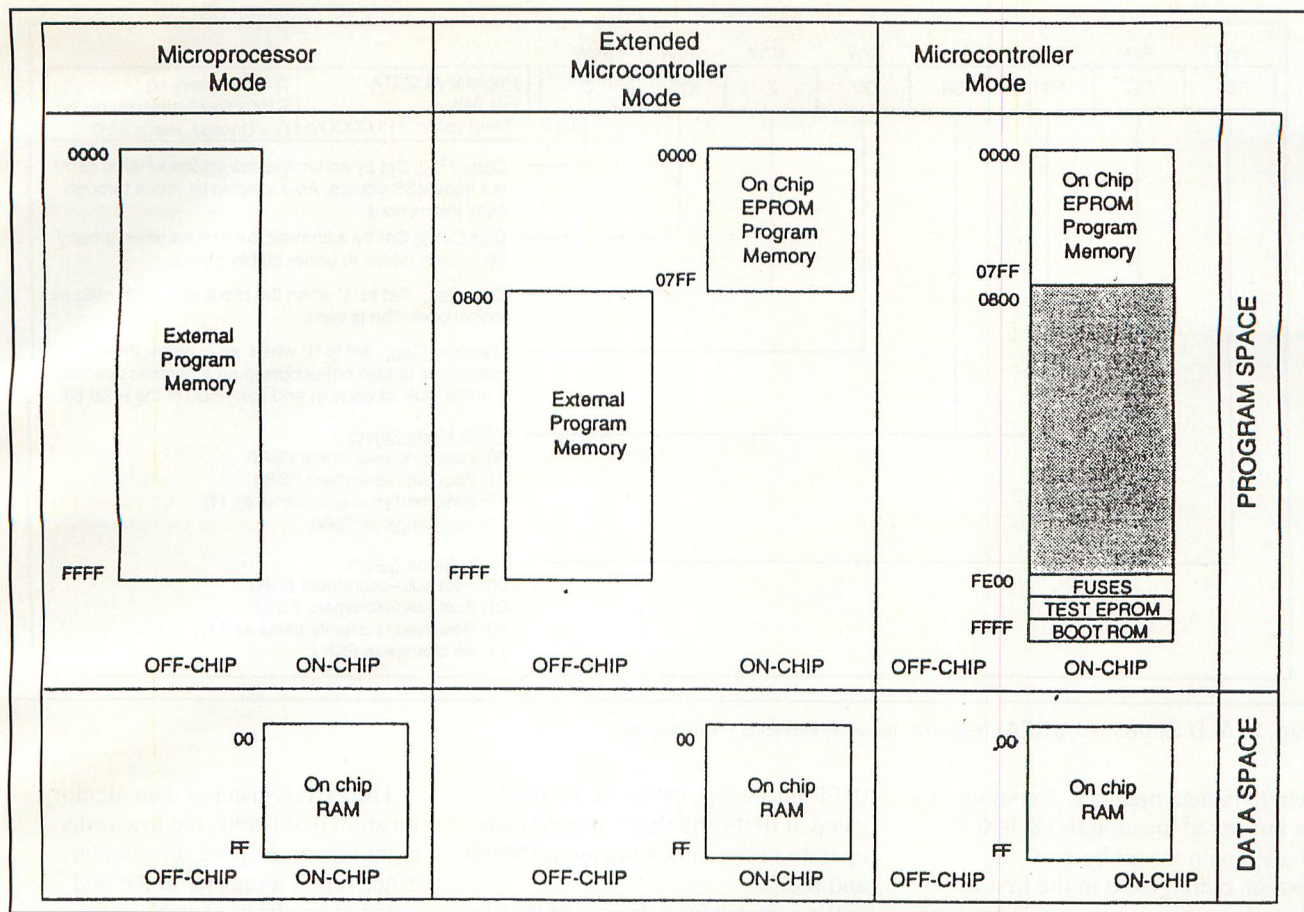 Microprocessor
Mode
Extended
Microcontroller
Mode
Microcontroller
Mode
0000
External
Program
Memory
FFFF
OFF-CHIP
ON-CHIP
0000
On Chip
EPROM
Program
Memory
07FF
0800
External
Program
Memory
FFFF
OFF-CHIP
ON-CHIP
0000
On Chip
EPROM
Program
Memory
07FF
0800
FE00
FUSES
TEST EPROM
FFFF
BOOT ROM
OFF-CHIP
ON-CHIP
PROGRAM SPACE
00
On chip
RAM
FF
OFF-CHIP
ON-CHIP
00
On chip
RAM
FF
OFF-CHIP
ON-CHIP
00
On chip
RAM
FF
OFF-CHIP
ON-CHIP
DATA SPACE